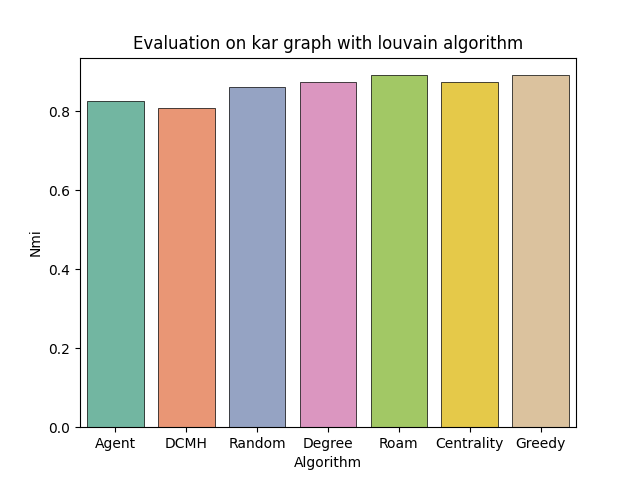 Evaluation on kar graph with louvain algorithm
Nmi
0.8
0.6
0.4
0.2
0.0
Agent DCMH Random Degree Roam Centrality Greedy
Algorithm